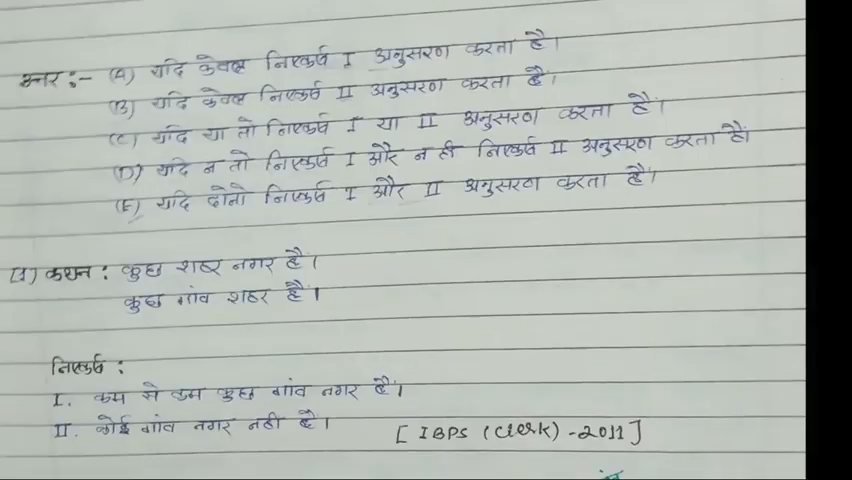 उत्तर :- (A) यदि केवल निष्कर्ष I अनुसरण करता है।
(B) यदि केवल निष्कर्ष II अनुसरण करता है।
(C) यदि या तो निष्कर्ष I या II अनुसरण करता है।
(D) यदि न तो निष्कर्ष I और न ही निष्कर्ष II अनुसरण करता है।
(E) यदि दोनो निष्कर्ष I और II अनुसरण करता है।
(1) कथन : कुछ शहर नगर है।
कुछ गांव शहर है।
निष्कर्ष :
I. कम से कम कुछ गांव नगर है।
II. कोई गांव नगर नही है।
[IBPS (Clerk) - 2011]